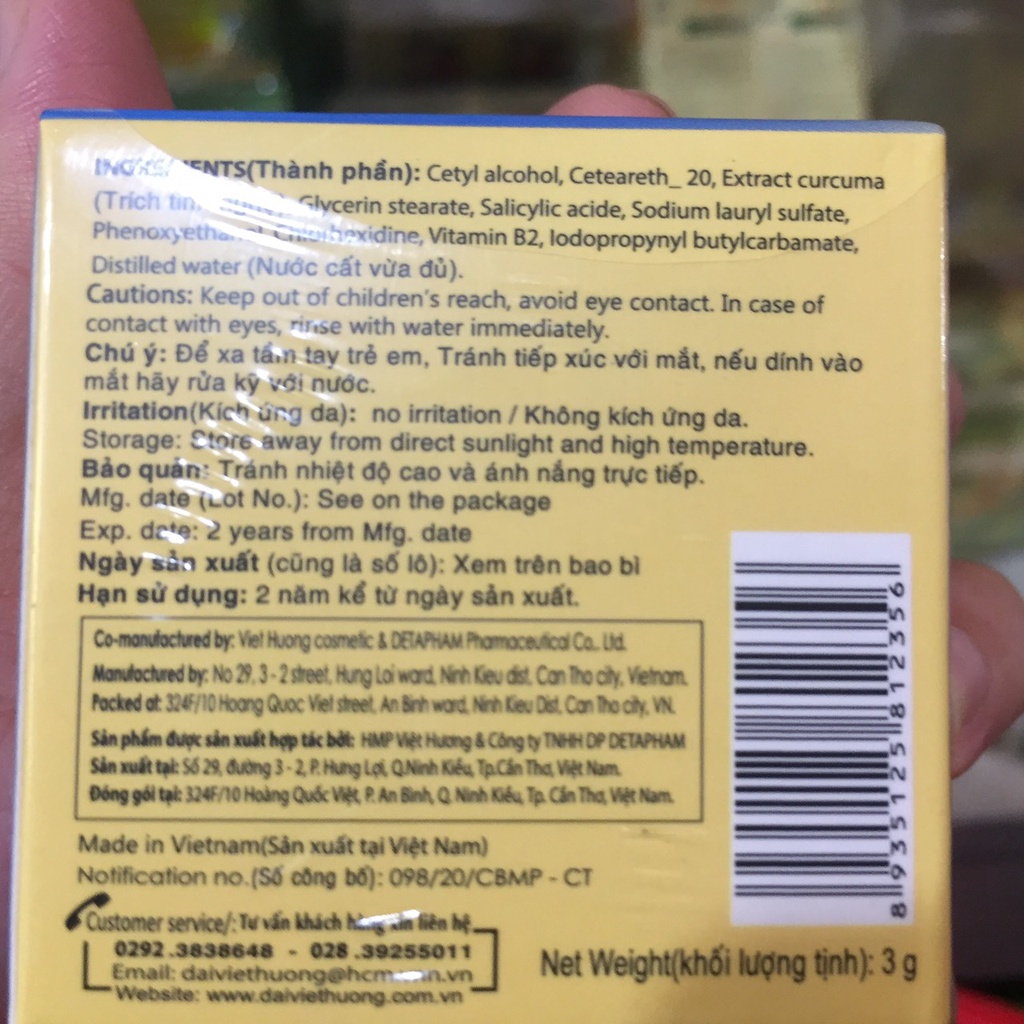 INGREDIENTS(Thành phần): Cetyl alcohol, Ceteareth_ 20, Extract curcuma
(Trích tinh nghệ), Glycerin stearate, Salicylic acide, Sodium lauryl sulfate,
Phenoxyethanol, Chlorhexidine, Vitamin B2, Iodopropynyl butylcarbamate,
Distilled water (Nước cất vừa đủ).
Cautions: Keep out of children's reach, avoid eye contact. In case of
contact with eyes, rinse with water immediately.
Chú ý: Để xa tầm tay trẻ em, Tránh tiếp xúc với mắt, nếu dính vào
mắt hãy rửa kỹ với nước.
Irritation(Kích ứng da): no irritation / Không kích ứng da.
Storage: Store away from direct sunlight and high temperature.
Bảo quản: Tránh nhiệt độ cao và ánh nắng trực tiếp.
Mfg. date (Lot No.): See on the package
Exp. date: 2 years from Mfg. date
Ngày sản xuất (cũng là số lô): Xem trên bao bì
Hạn sử dụng: 2 năm kể từ ngày sản xuất.
Co-manufactured by: Viet Huong cosmetic & DETAPHAM Pharmaceutical Co., Ltd.
Manufactured by: No 29, 3-2 street, Hung Loi ward, Ninh Kieu dist, Can Tho city, Vietnam.
Packed at: 324F/10 Hoang Quoc Viet street, An Binh ward, Ninh Kieu Dist, Can Tho city, VN.
Sản phẩm được sản xuất hợp tác bởi: HMP Việt Hương & Công ty TNHH DP DETAPHAM
Sản xuất tại: Số 29, đường 3-2, P. Hưng Lợi, Q.Ninh Kiều, Tp.Cần Thơ, Việt Nam.
Đóng gói tại: 324F/10 Hoàng Quốc Việt, P. An Bình, Q. Ninh Kiều, Tp. Cần Thơ, Việt Nam.
Made in Vietnam(Sản xuất tại Việt Nam)
Notification no.(Số công bố): 098/20/CBMP - CT
Customer service/: Tư vấn khách hàng xin liên hệ
0292.3838648 - 028.39255011
Email:
Website: www.daiviethuong.com.vn
Net Weight(khối lượng tịnh): 3 g
8935125812356